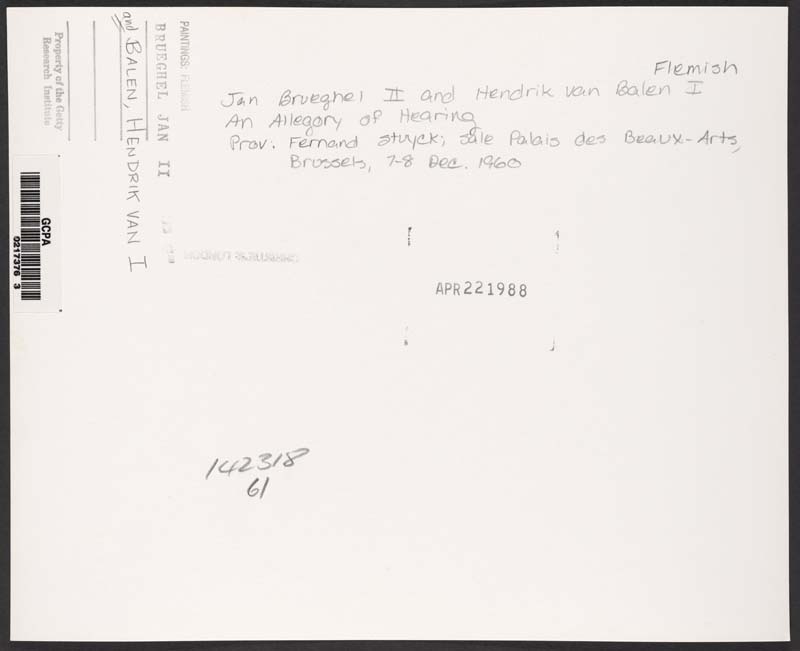 Flemish
Jan Brueghel II and Hendrik van Balen I
An Allegory of Hearing
Prov: Fernand Stuyck; sale Palais des Beaux-Arts,
Brussels, 7-8 Dec. 1960
APR 22 1988
142318
61
PAINTINGS: FLEMISH
BRUEGHEL JAN II
and BALEN, HENDRIK VAN I
Property of the Getty
Research Institute
GCPA
0217376 3